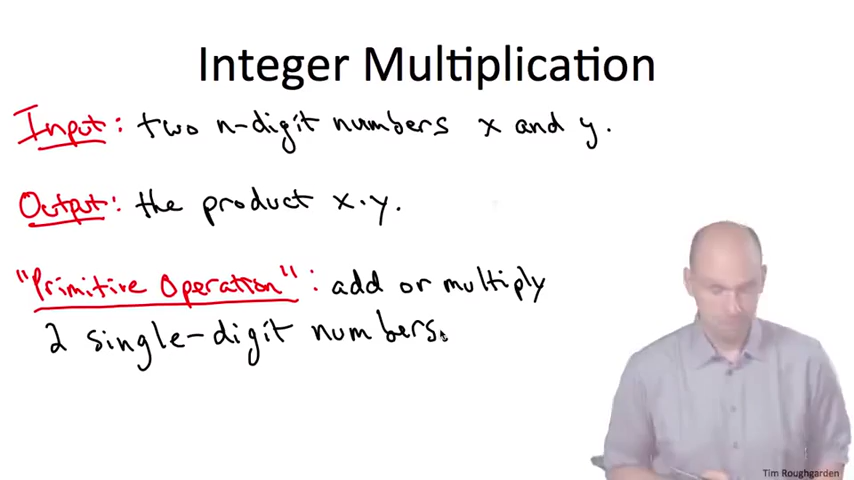 Integer Multiplication
Input: two n-digit numbers x and y.
Output: the product x·y.
"Primitive Operation": add or multiply
2 single-digit numbers.
Tim Roughgarden